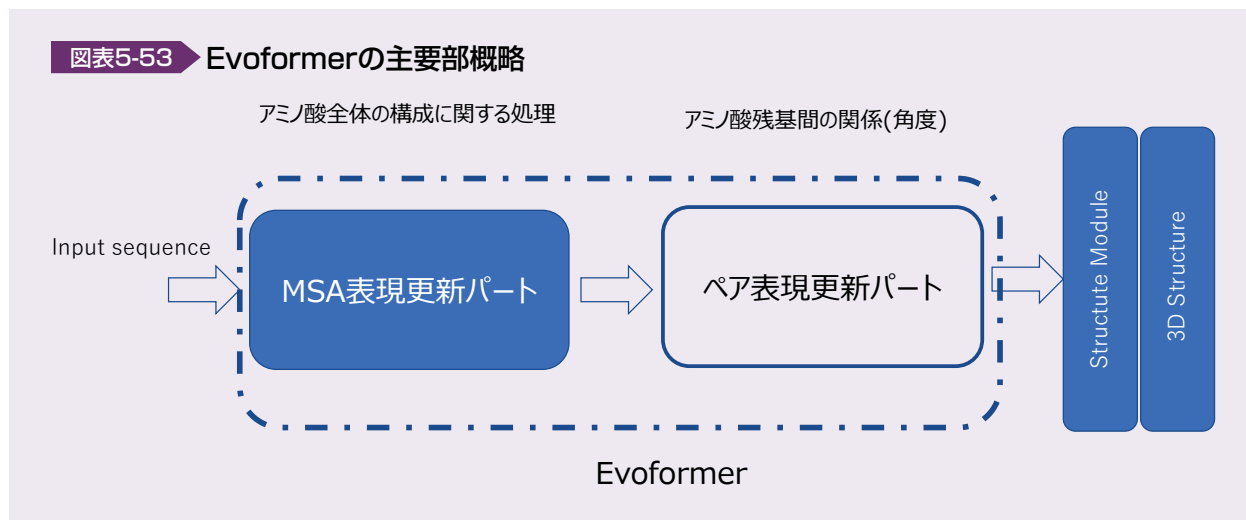 図表5-53 Evoformerの主要部概略
アミノ酸全体の構成に関する処理
アミノ酸残基間の関係(角度)
Input sequence
MSA表現更新パート
ペア表現更新パート
Structute Module
3D Structure
Evoformer